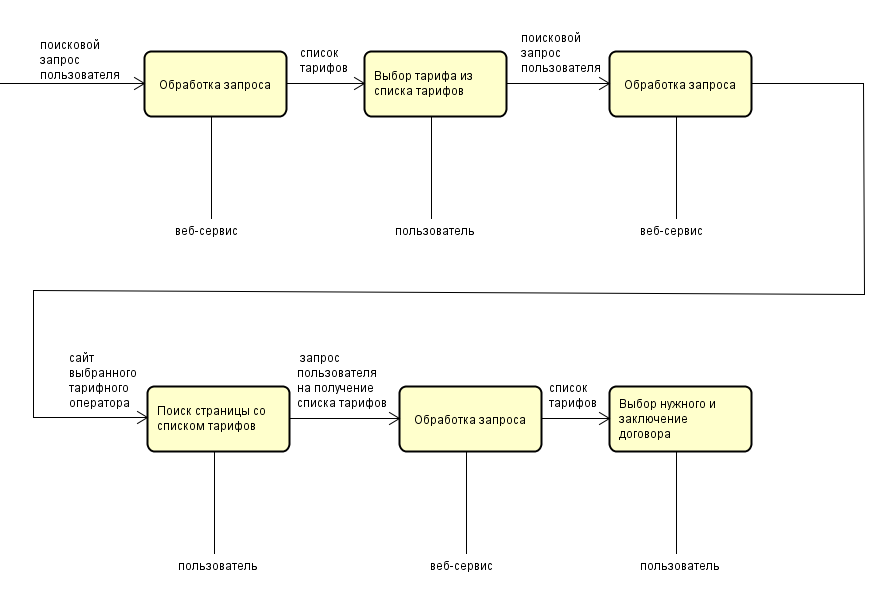 поисковой
запрос
пользователя
Обработка запроса
список
тарифов
Выбор тарифа из
списка тарифов
поисковой
запрос
пользователя
Обработка запроса
веб-сервис
пользователь
веб-сервис
сайт
выбранного
тарифного
оператора
Поиск страницы со
списком тарифов
запрос
пользователя
на получение
списка тарифов
Обработка запроса
список
тарифов
Выбор нужного и
заключение
договора
пользователь
веб-сервис
пользователь